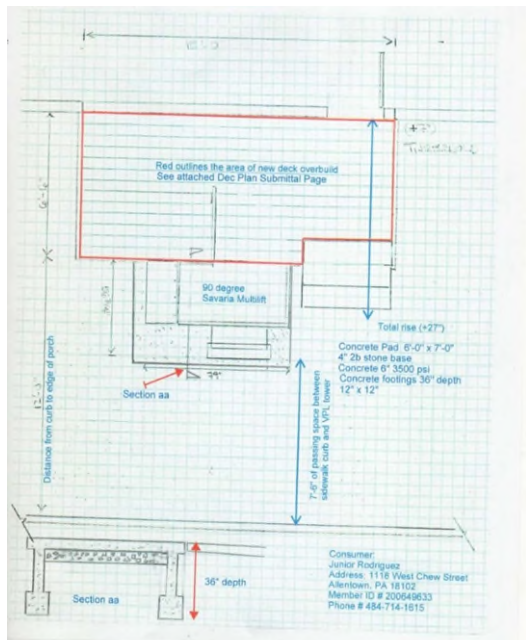 Red outlines the area of new deck overbuild
See attached Dec Plan Submittal Page
90 degree
Savaria Multilift
Total rise (+27")
Concrete Pad 6'-0" x 7'-0"
4" 2b stone base
Concrete 6" 3500 psi
Concrete footings 36" depth
12" x 12"
Section aa
Distance from curb to edge of porch
7'-6" of passing space between
sidewalk curb and VPL tower
36" depth
Section aa
Consumer:
Junior Rodriguez
Address: 1116 West Chew Street
Allentown, PA 18102
Member ID # 200649633
Phone # 484-714-1615